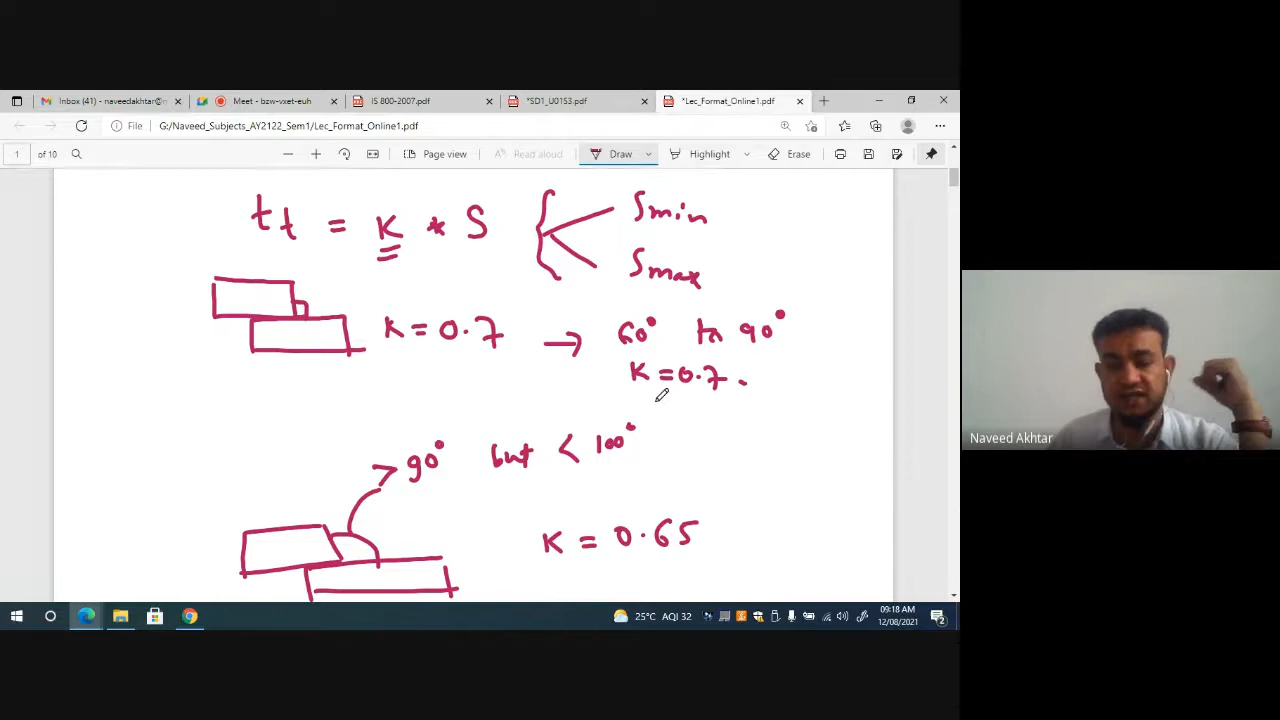 Inbox (41) - naveedakhtar@n
Meet - bzw-vxet-euh
IS 800-2007.pdf
*SD1_U0153.pdf
*Lec_Format_Online1.pdf
File
G:/Naveed_Subjects_AY2122_Sem1/Lec_Format_Online1.pdf
1 of 10
Page view
Read aloud
Draw
Highlight
Erase
tt = K * S
Smin
Smax
K = 0.7 → 60° to 90°
K = 0.7.
> 90° but < 100°
K = 0.65
Naveed Akhtar
25°C AQI 32
09:18 AM
12/08/2021
2